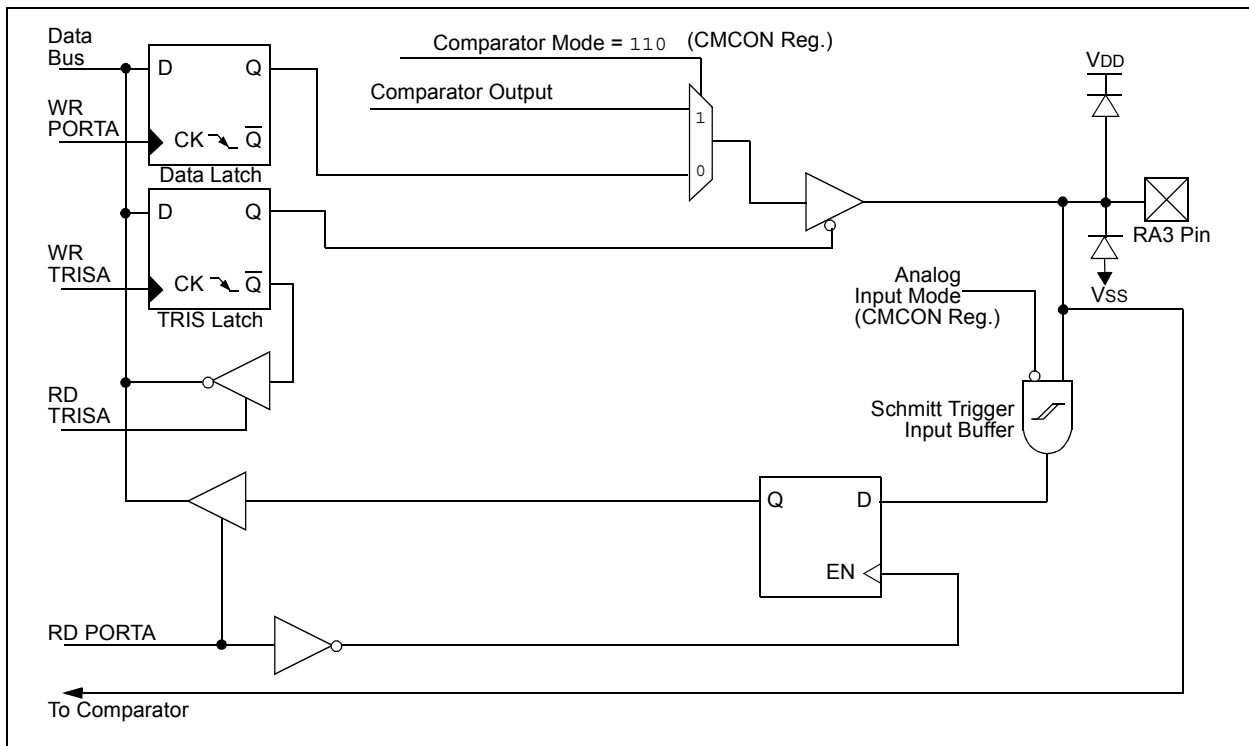 Data
Bus
D Q
WR
PORTA
CK Q̅
Data Latch
Comparator Mode = 110 (CMCON Reg.)
Comparator Output
1
0
VDD
RA3 Pin
VSS
D Q
WR
TRISA
CK Q̅
TRIS Latch
Analog
Input Mode
(CMCON Reg.)
RD
TRISA
Schmitt Trigger
Input Buffer
Q D
EN
RD PORTA
To Comparator